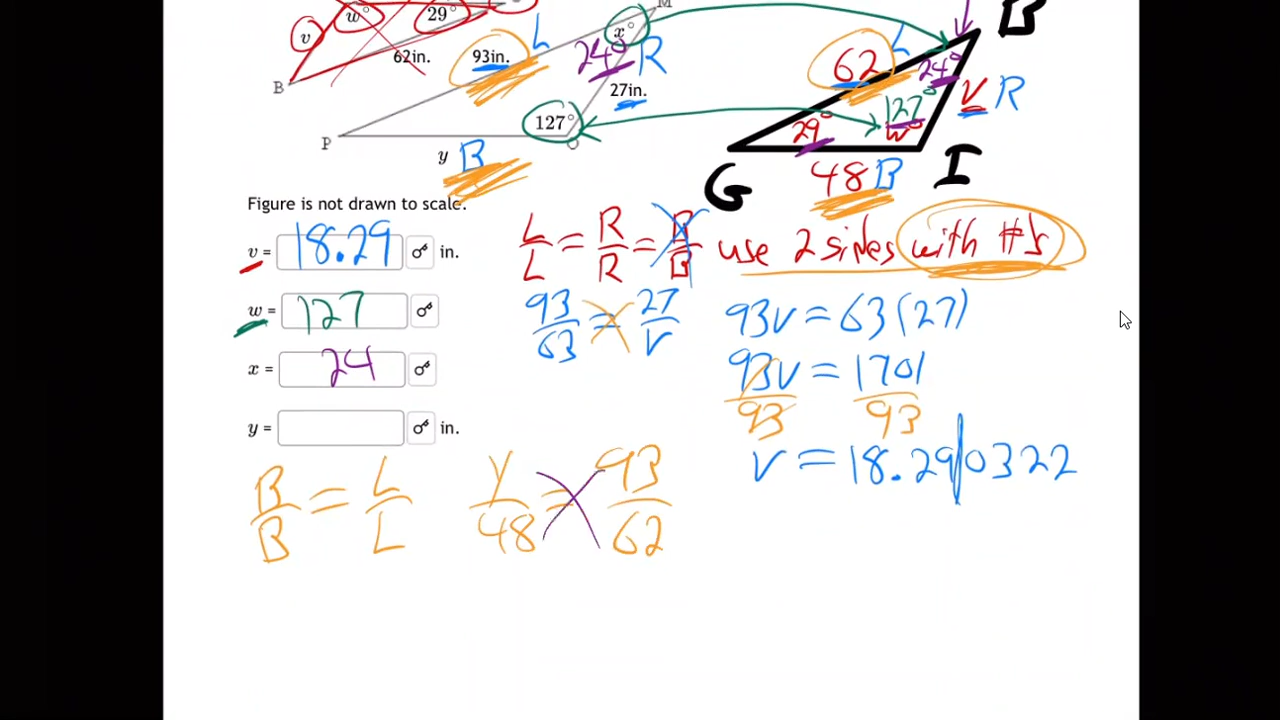 M
B
v
w°
29°
62in.
93in.
L
x°
24°
R
27in.
127°
P
y
B
62
L
24°
127°
w°
v
R
29°
G
48
B
I
B
Figure is not drawn to scale.
v = 18.29 in.
w = 127
x = 24
y = in.
L/L = R/R = B/B use 2 sides with #s
93/63 = 27/v
93v = 63(27)
93v = 1701
93 93
v = 18.290322
B/B = L/L
y/48 = 93/62